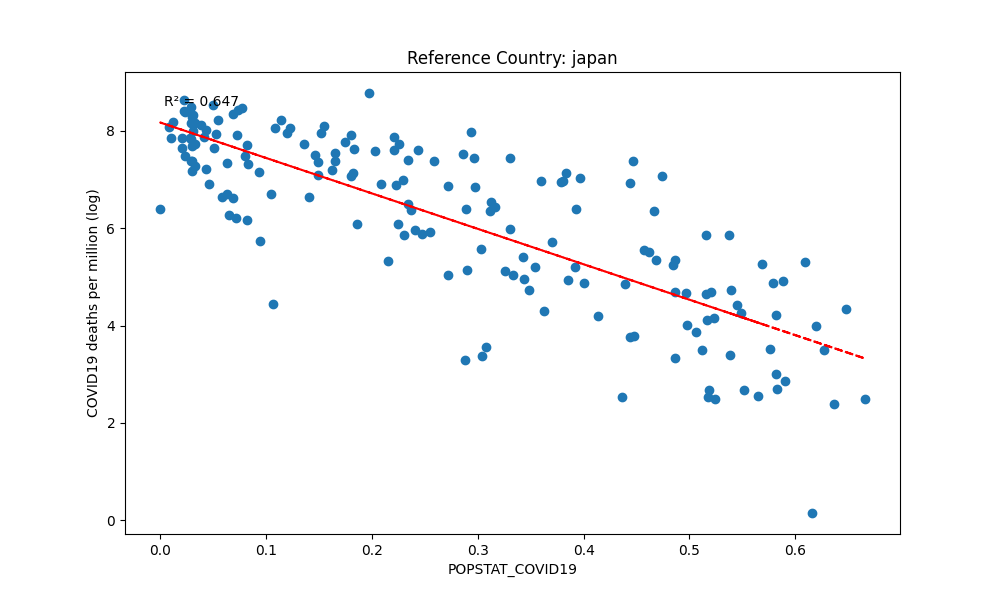 Reference Country: japan
R² = 0.647
COVID19 deaths per million (log)
8
6
4
2
0
0.0 0.1 0.2 0.3 0.4 0.5 0.6
POPSTAT_COVID19